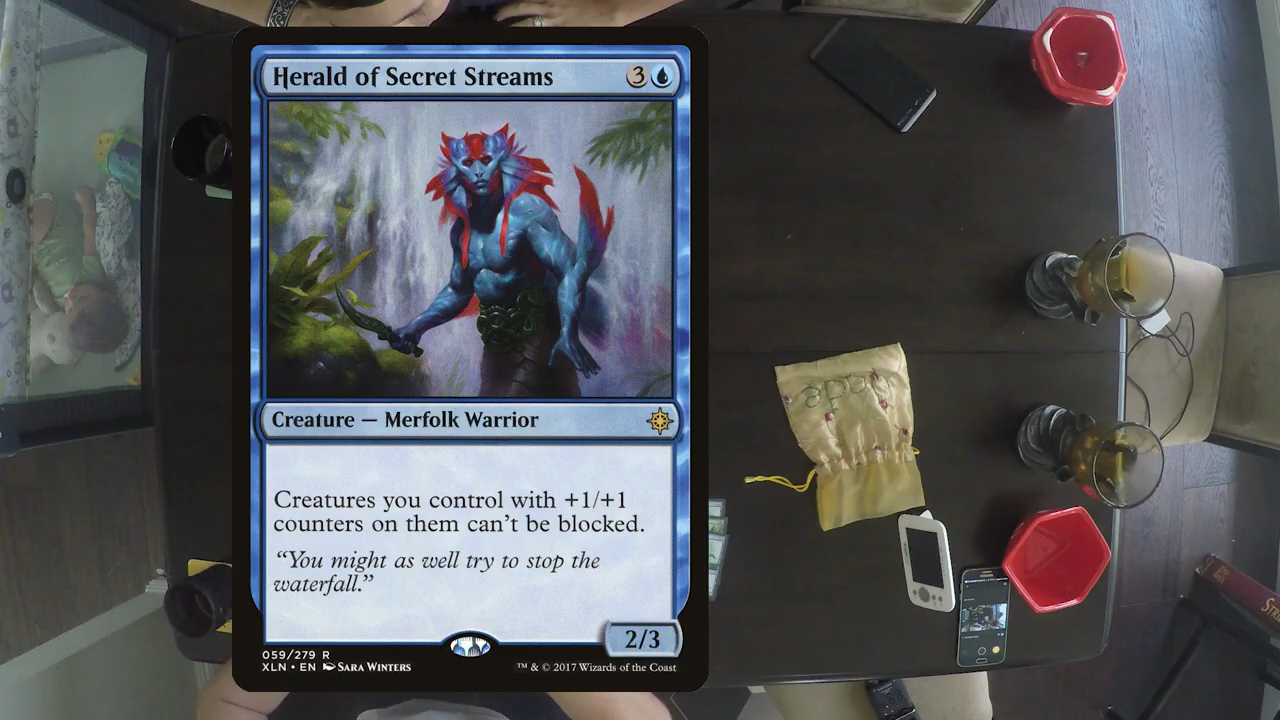 Herald of Secret Streams 3
Creature — Merfolk Warrior
Creatures you control with +1/+1
counters on them can't be blocked.
“You might as well try to stop the
waterfall.”
2/3
059/279 R
XLN • EN SARA WINTERS
™ & © 2017 Wizards of the Coast